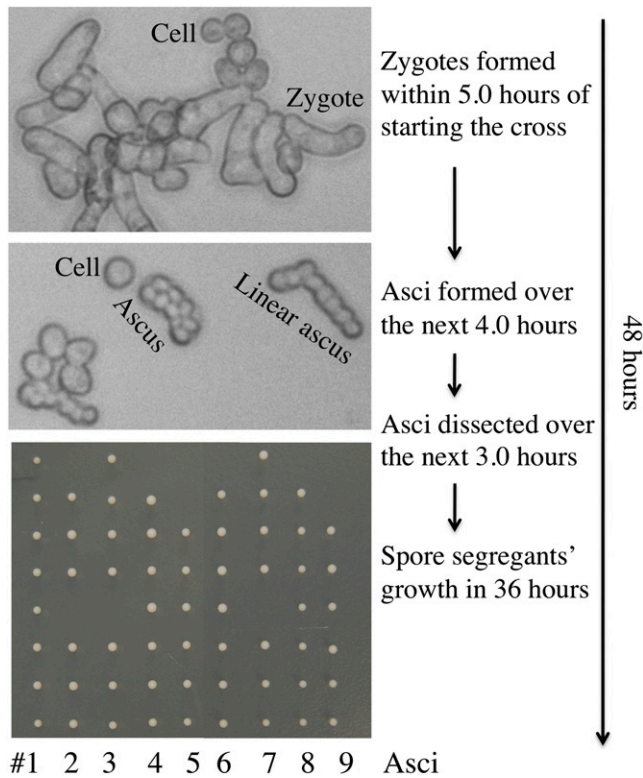 Cell
Zygote
Zygotes formed
within 5.0 hours of
starting the cross
Cell
Ascus
Linear ascus
Asci formed over
the next 4.0 hours
48 hours
Asci dissected over
the next 3.0 hours
Spore segregants’
growth in 36 hours
#1 2 3 4 5 6 7 8 9 Asci